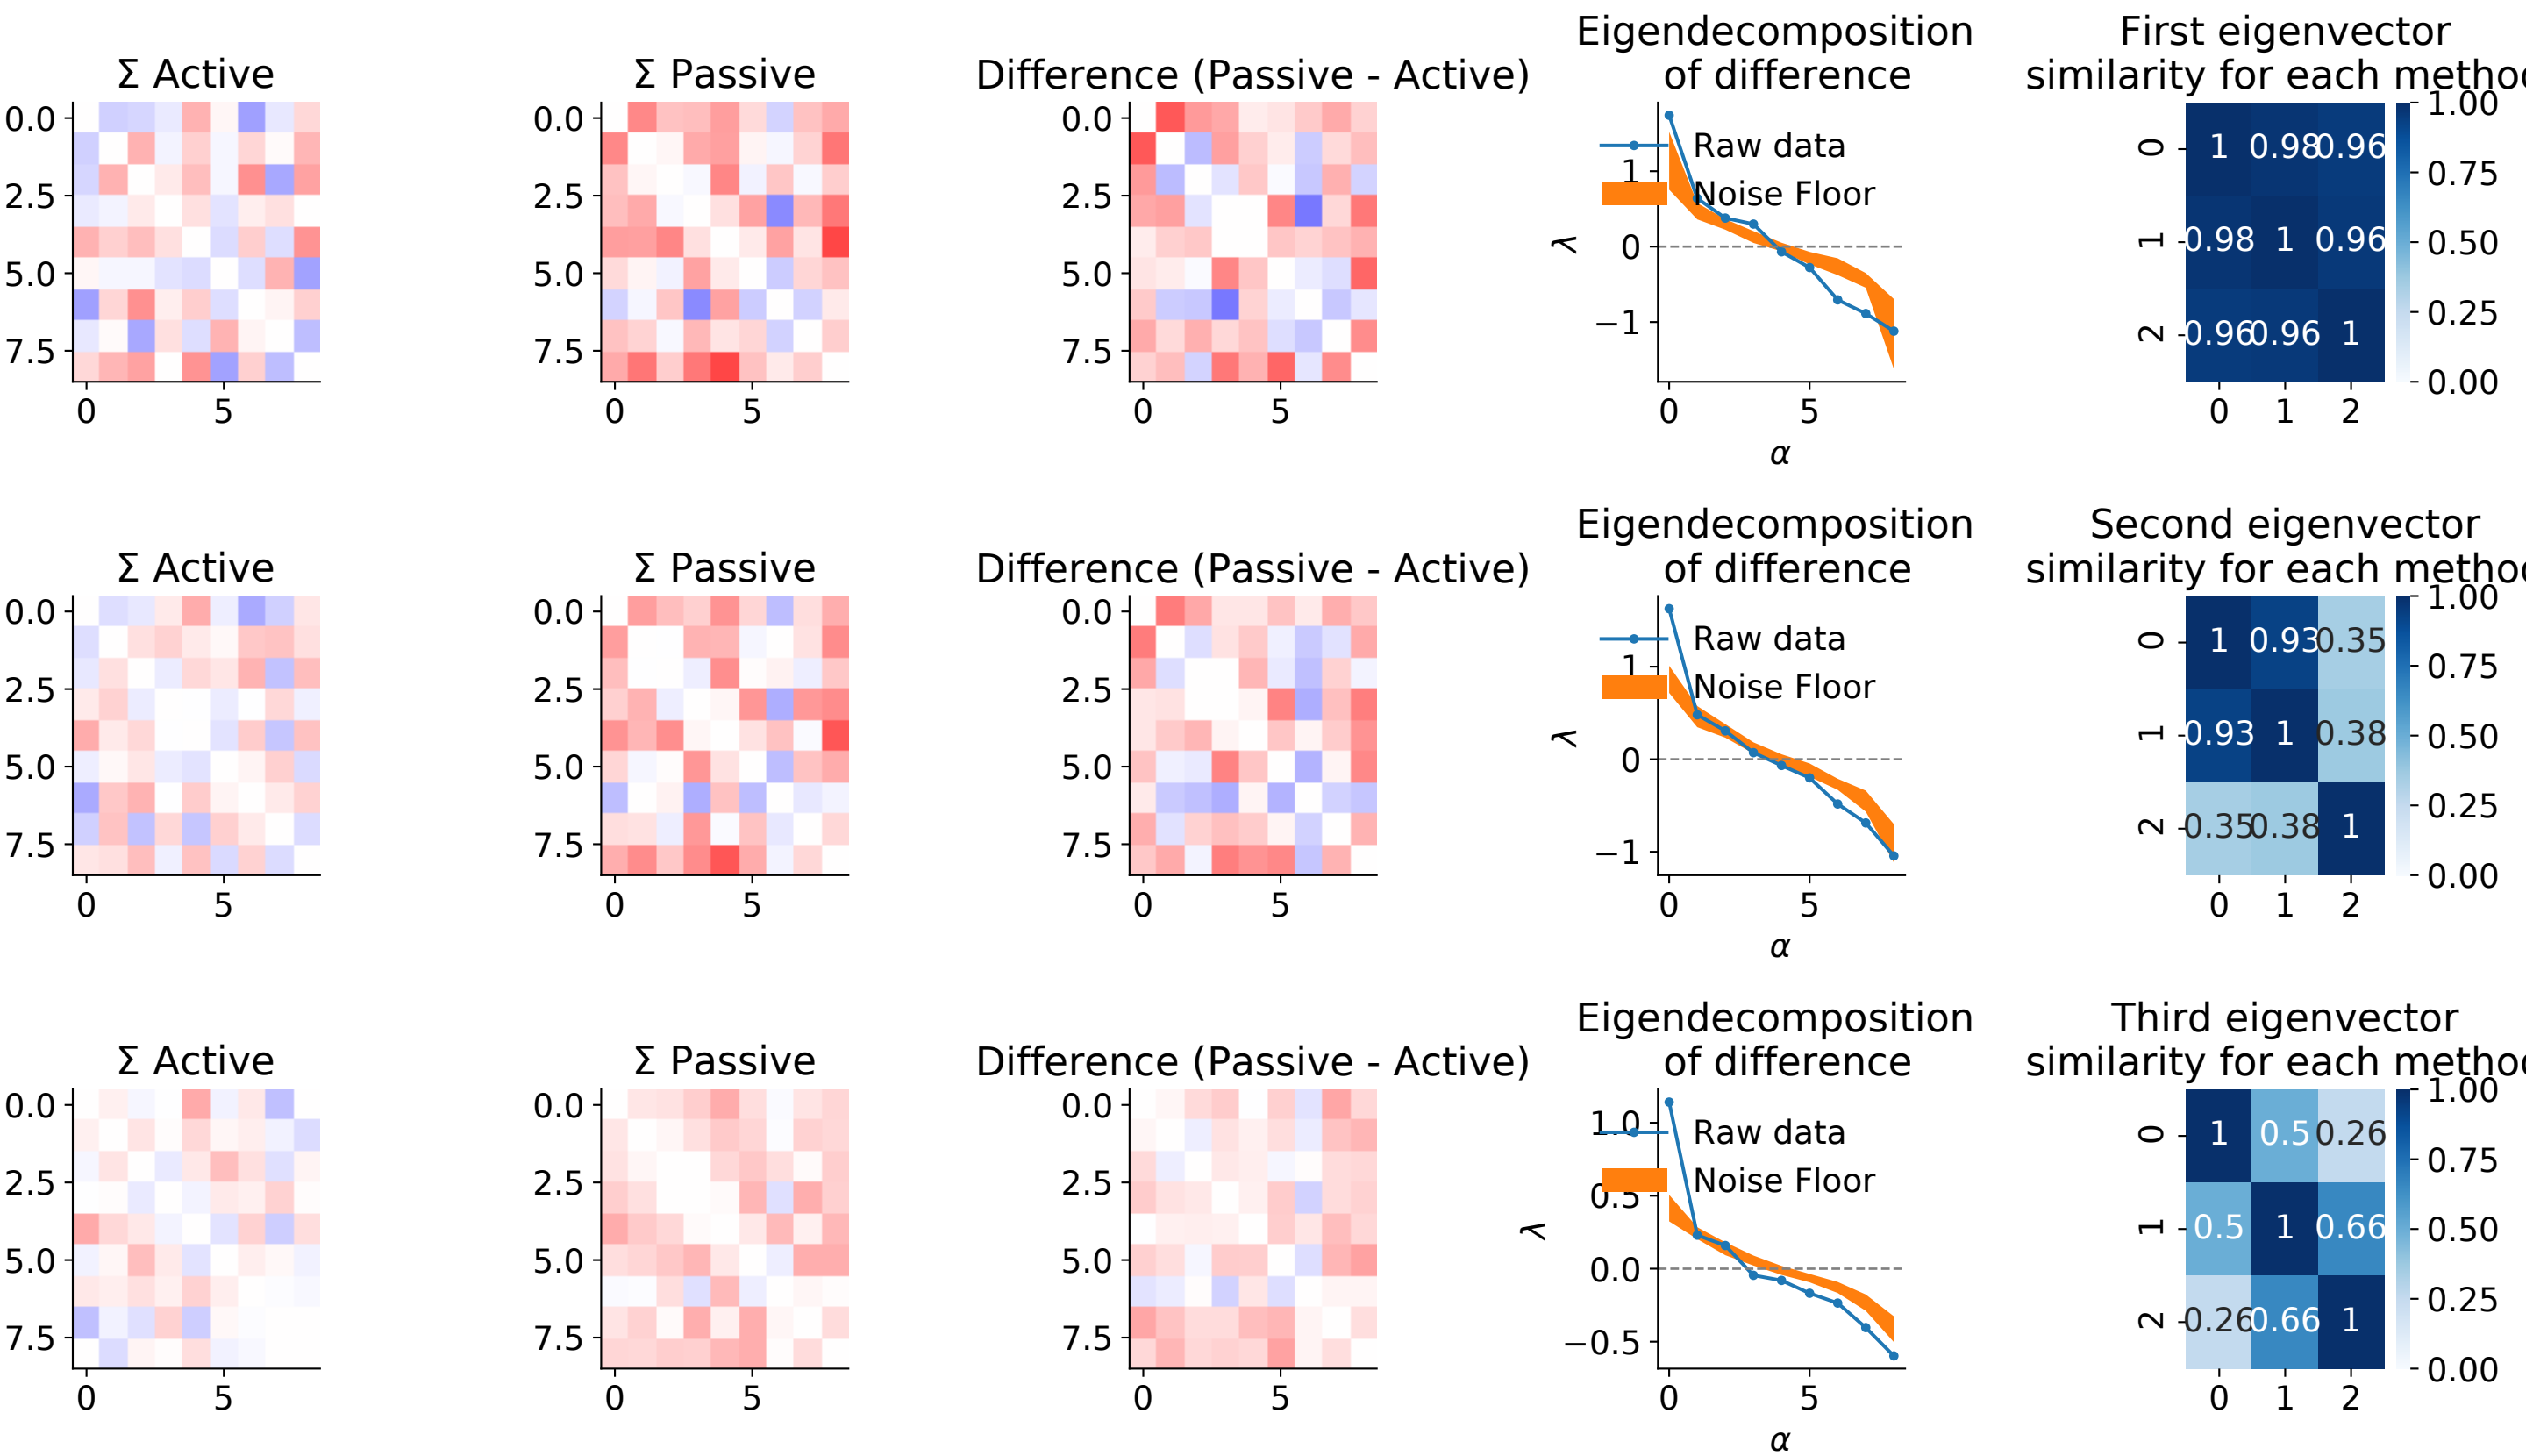 Σ Active
0.0
2.5
5.0
7.5
0 5
Σ Passive
0.0
2.5
5.0
7.5
0 5
Difference (Passive - Active)
0.0
2.5
5.0
7.5
0 5
Eigendecomposition
of difference
Raw data
Noise Floor
λ
1
0
−1
0 5
α
First eigenvector
similarity for each metho
0 1 0.98 0.96
1 0.98 1 0.96
2 0.96 0.96 1
0 1 2
1.00
0.75
0.50
0.25
0.00
Σ Active
0.0
2.5
5.0
7.5
0 5
Σ Passive
0.0
2.5
5.0
7.5
0 5
Difference (Passive - Active)
0.0
2.5
5.0
7.5
0 5
Eigendecomposition
of difference
Raw data
Noise Floor
λ
1
0
−1
0 5
α
Second eigenvector
similarity for each metho
0 1 0.93 0.35
1 0.93 1 0.38
2 0.35 0.38 1
0 1 2
1.00
0.75
0.50
0.25
0.00
Σ Active
0.0
2.5
5.0
7.5
0 5
Σ Passive
0.0
2.5
5.0
7.5
0 5
Difference (Passive - Active)
0.0
2.5
5.0
7.5
0 5
Eigendecomposition
of difference
Raw data
Noise Floor
λ
1.0
0.5
0.0
−0.5
0 5
α
Third eigenvector
similarity for each metho
0 1 0.5 0.26
1 0.5 1 0.66
2 0.26 0.66 1
0 1 2
1.00
0.75
0.50
0.25
0.00